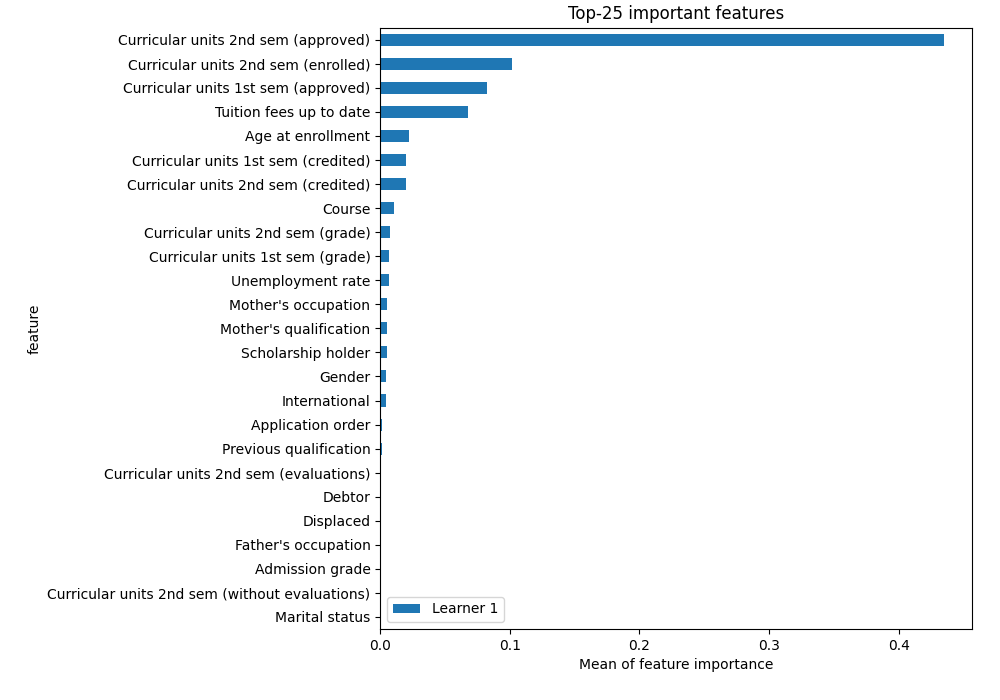 Top-25 important features
Curricular units 2nd sem (approved)
Curricular units 2nd sem (enrolled)
Curricular units 1st sem (approved)
Tuition fees up to date
Age at enrollment
Curricular units 1st sem (credited)
Curricular units 2nd sem (credited)
Course
Curricular units 2nd sem (grade)
Curricular units 1st sem (grade)
Unemployment rate
Mother's occupation
Mother's qualification
Scholarship holder
Gender
International
Application order
Previous qualification
Curricular units 2nd sem (evaluations)
Debtor
Displaced
Father's occupation
Admission grade
Curricular units 2nd sem (without evaluations)
Marital status
feature
Learner 1
0.0 0.1 0.2 0.3 0.4
Mean of feature importance